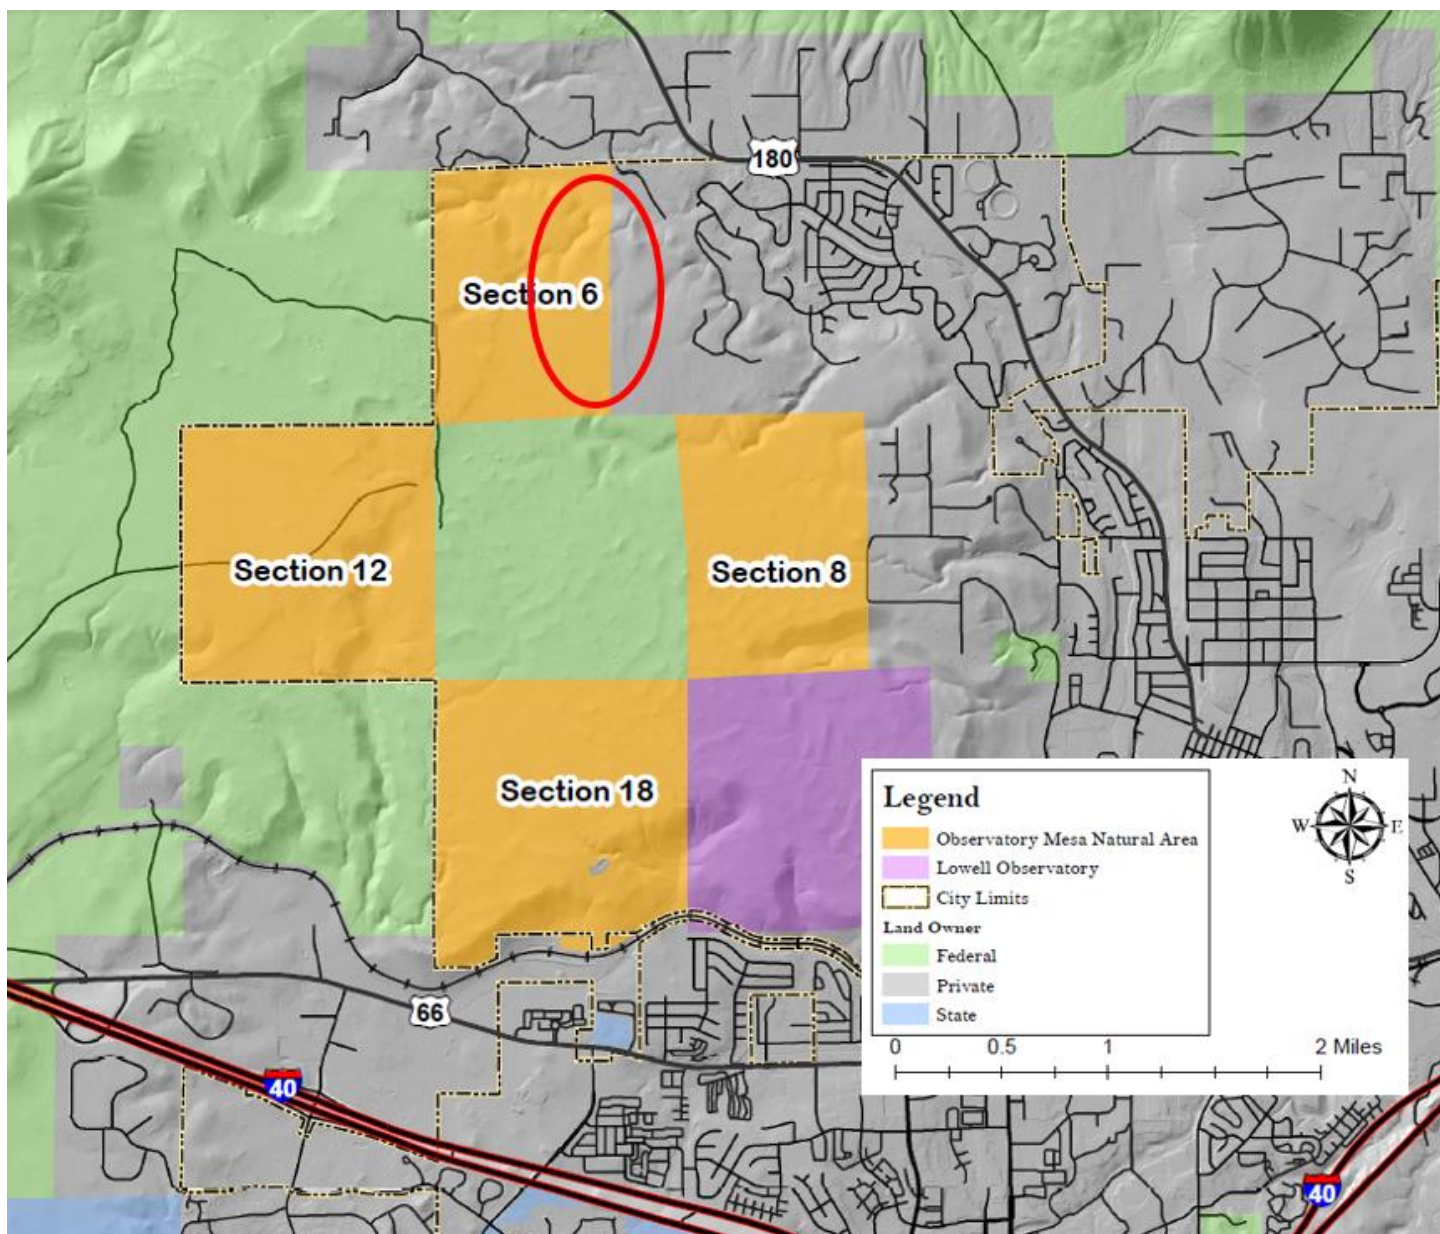 180
Section 6
Section 12
Section 8
Section 18
66
40
Legend
Observatory Mesa Natural Area
Lowell Observatory
City Limits
Land Owner
Federal
Private
State
N
W E
S
0 0.5 1 2 Miles
40